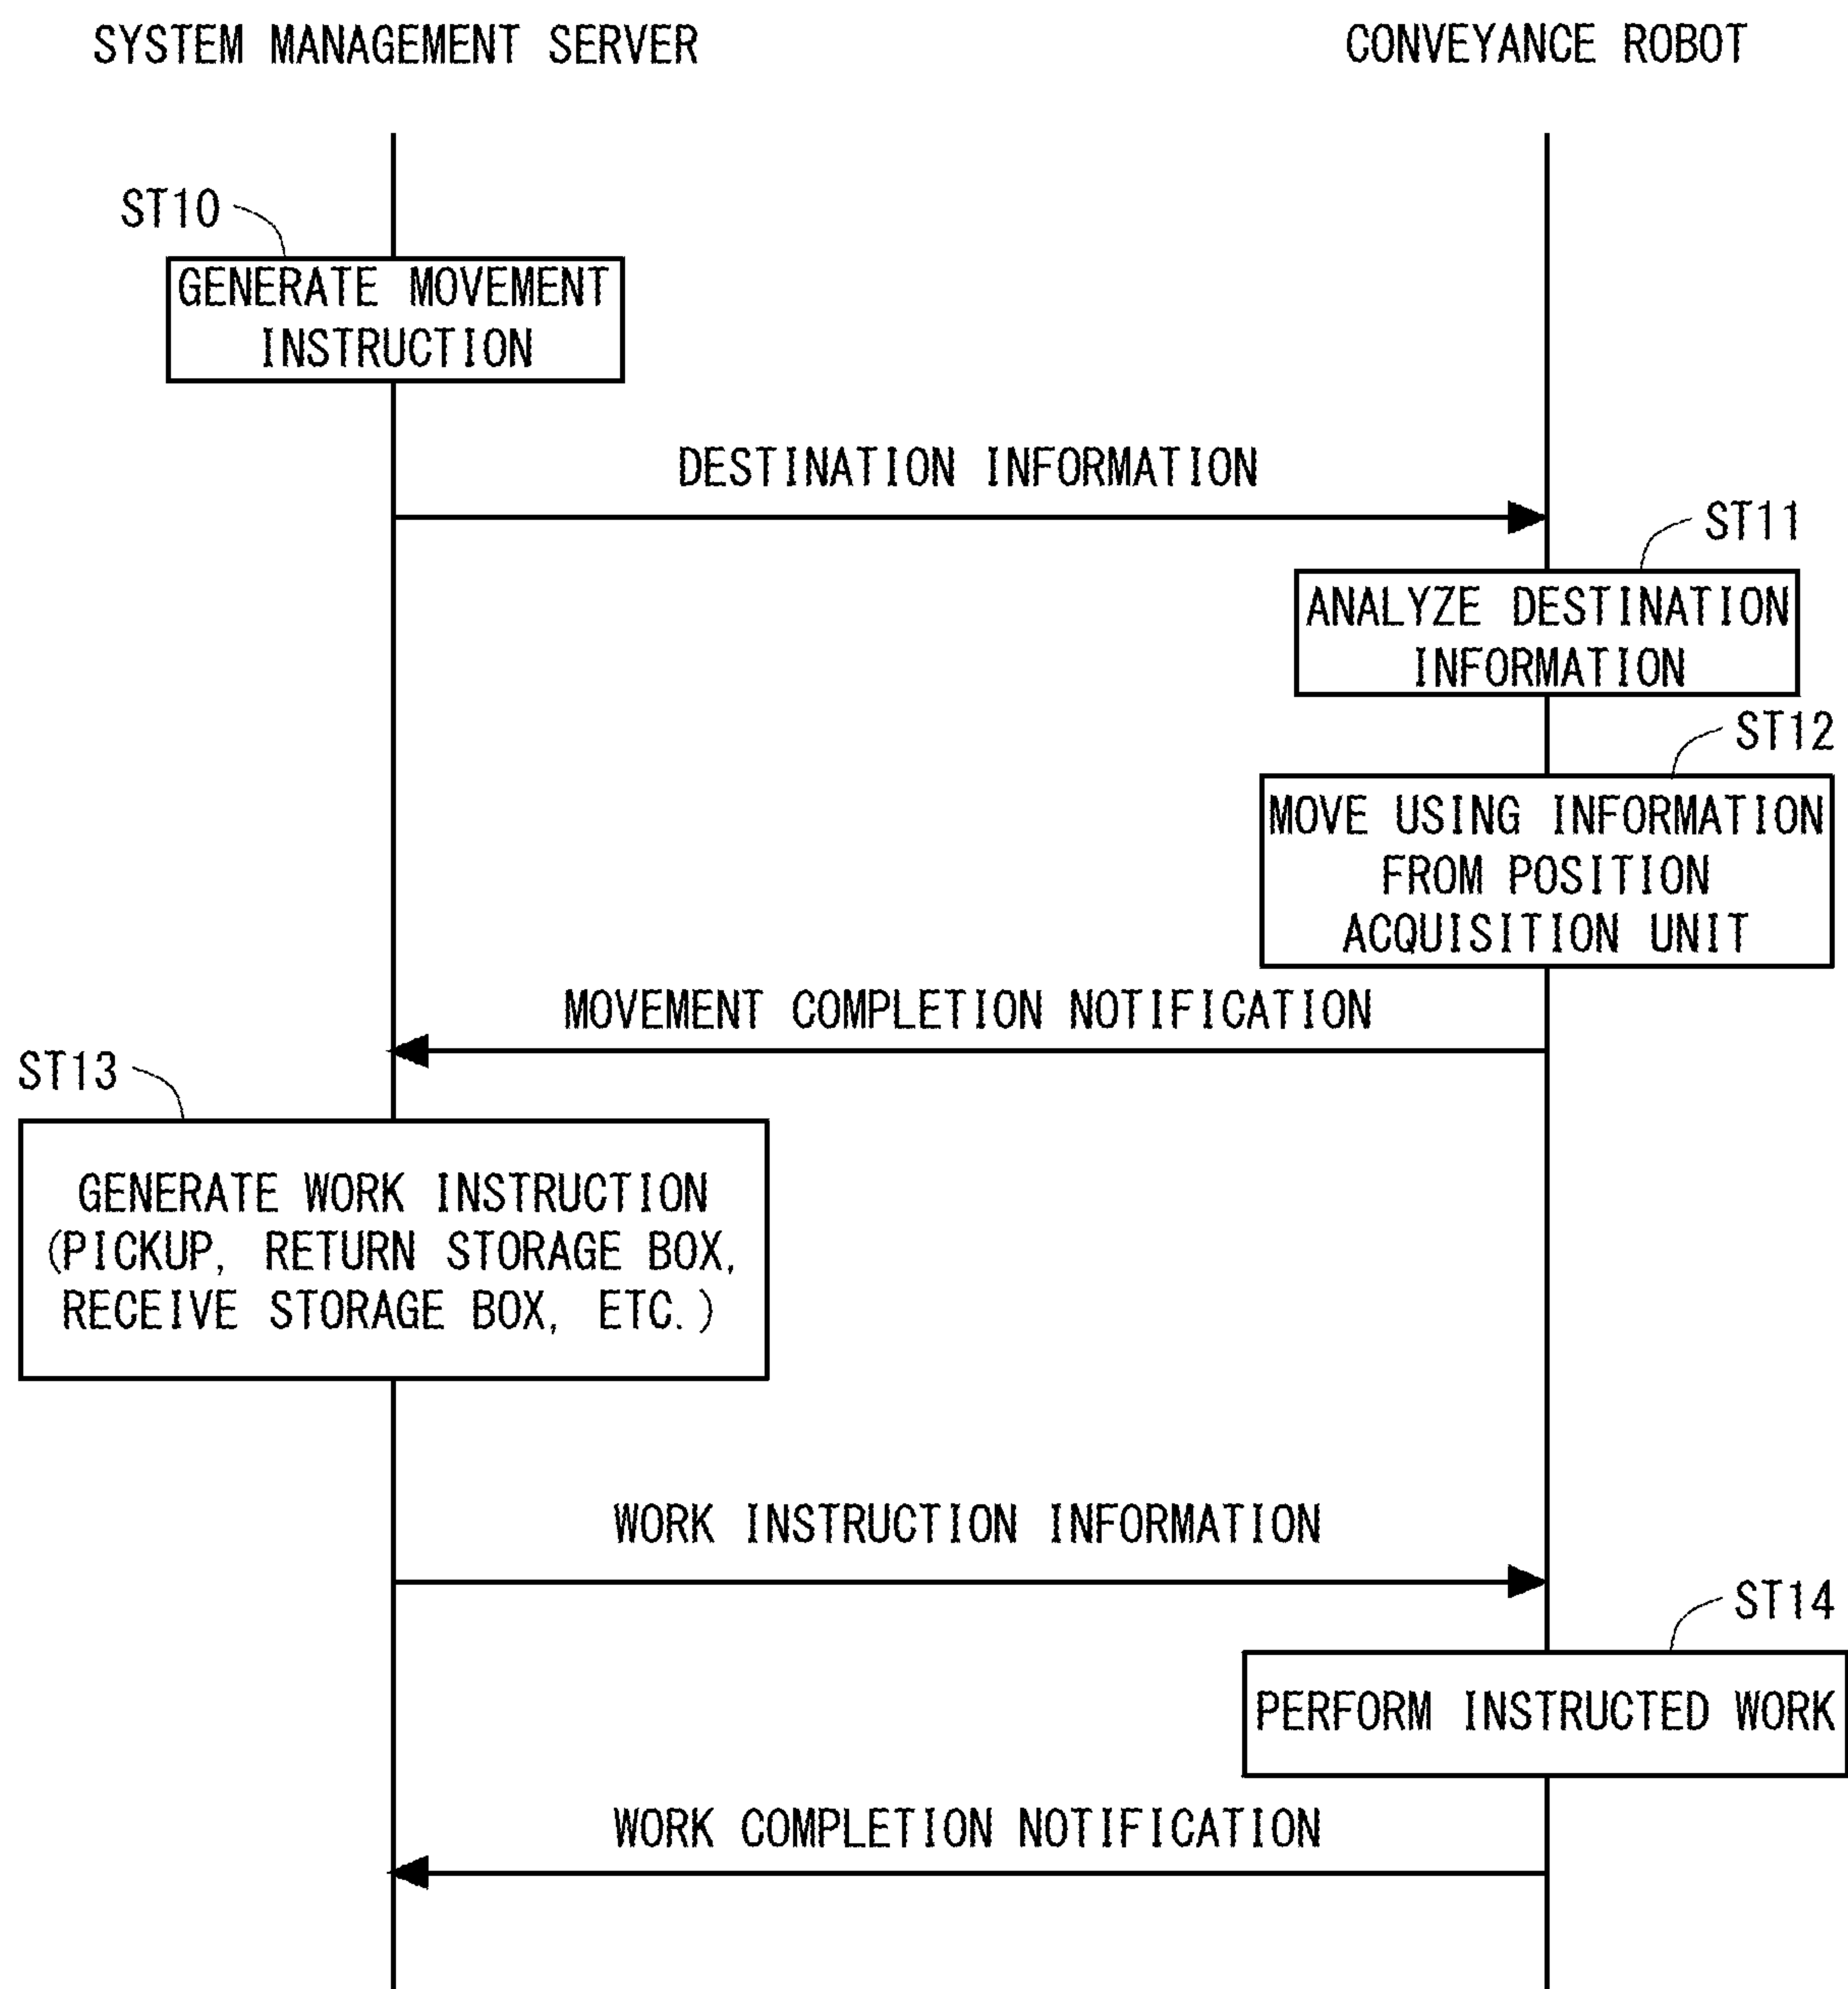 SYSTEM MANAGEMENT SERVER
CONVEYANCE ROBOT
ST10
GENERATE MOVEMENT
INSTRUCTION
DESTINATION INFORMATION
ST11
ANALYZE DESTINATION
INFORMATION
ST12
MOVE USING INFORMATION
FROM POSITION
ACQUISITION UNIT
MOVEMENT COMPLETION NOTIFICATION
ST13
GENERATE WORK INSTRUCTION
(PICKUP, RETURN STORAGE BOX,
RECEIVE STORAGE BOX, ETC.)
WORK INSTRUCTION INFORMATION
ST14
PERFORM INSTRUCTED WORK
WORK COMPLETION NOTIFICATION